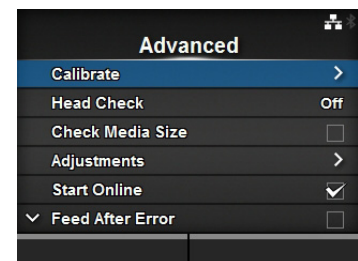 Advanced
Calibrate
Head Check Off
Check Media Size
Adjustments
Start Online
Feed After Error